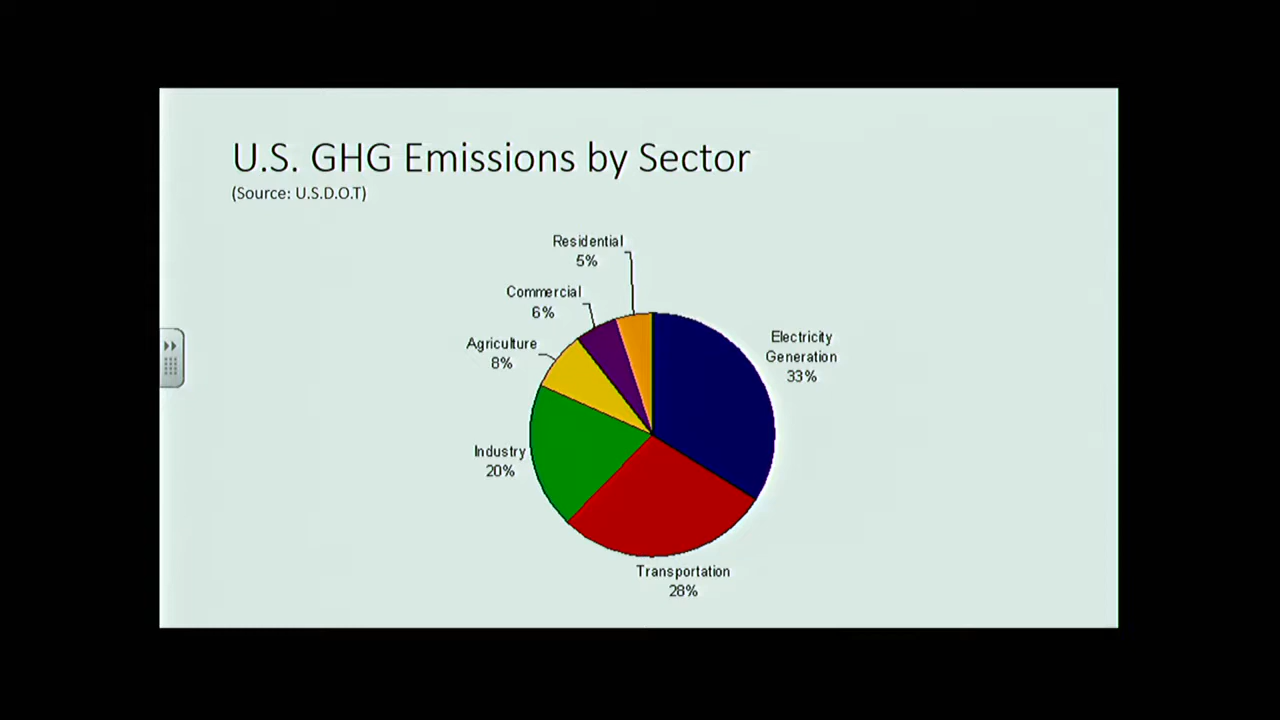 U.S. GHG Emissions by Sector
(Source: U.S.D.O.T)
Residential
5%
Commercial
6%
Agriculture
8%
Electricity
Generation
33%
Industry
20%
Transportation
28%